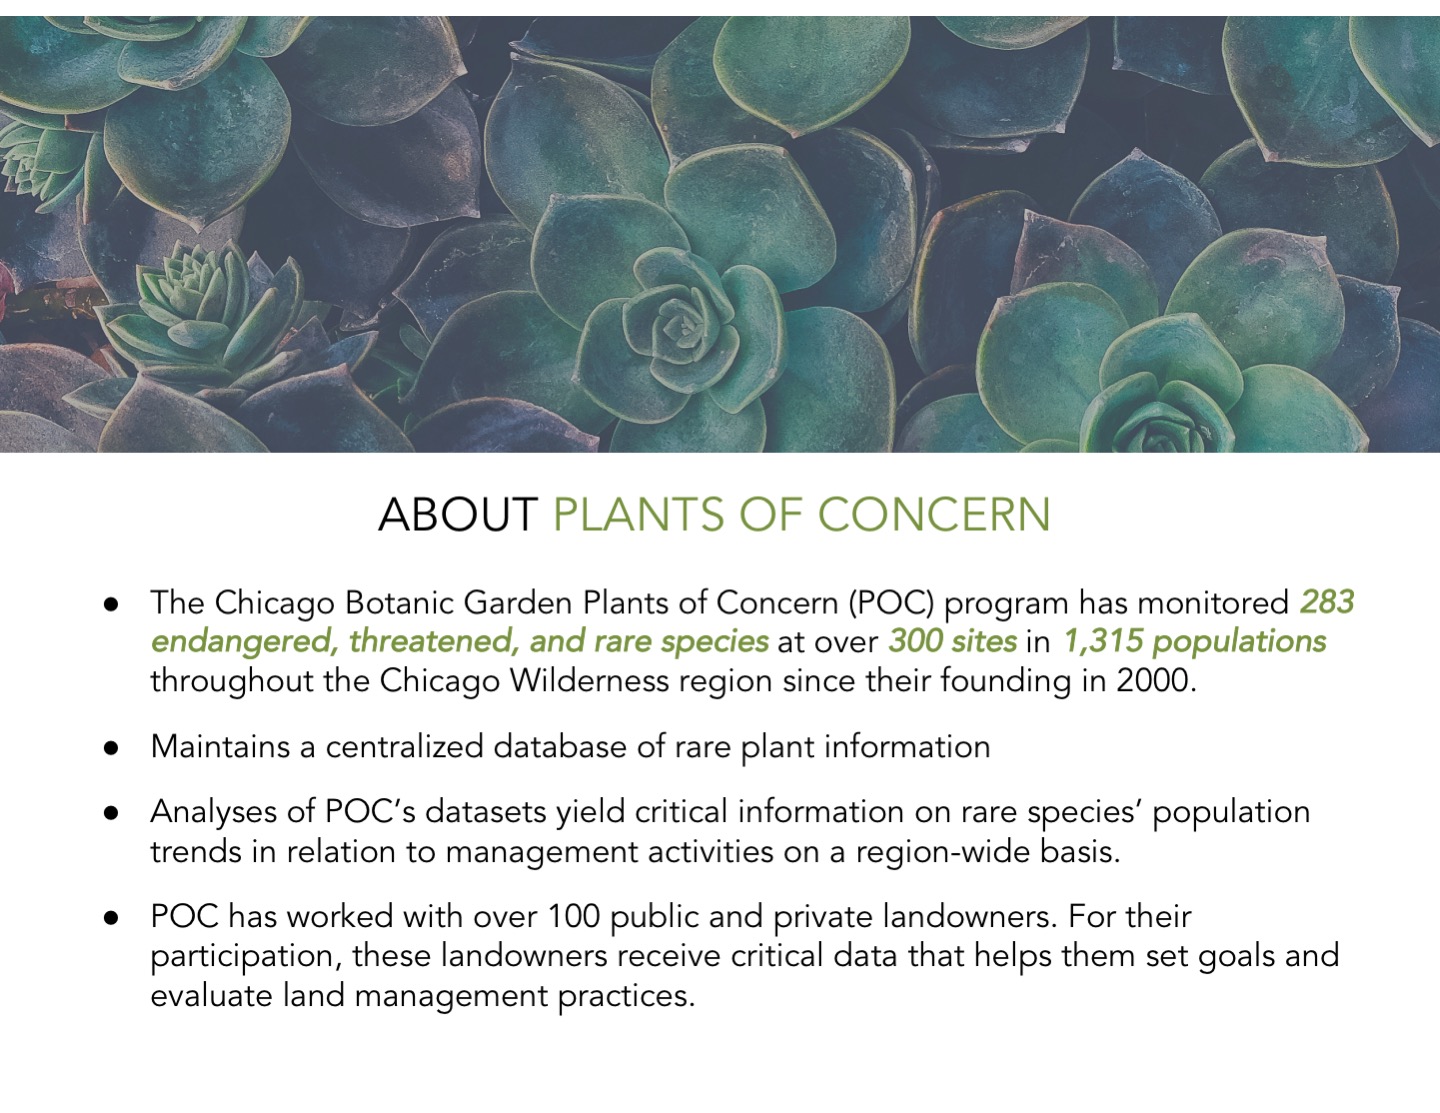 ABOUT PLANTS OF CONCERN
● The Chicago Botanic Garden Plants of Concern (POC) program has monitored 283
endangered, threatened, and rare species at over 300 sites in 1,315 populations
throughout the Chicago Wilderness region since their founding in 2000.
● Maintains a centralized database of rare plant information
● Analyses of POC’s datasets yield critical information on rare species’ population
trends in relation to management activities on a region-wide basis.
● POC has worked with over 100 public and private landowners. For their
participation, these landowners receive critical data that helps them set goals and
evaluate land management practices.